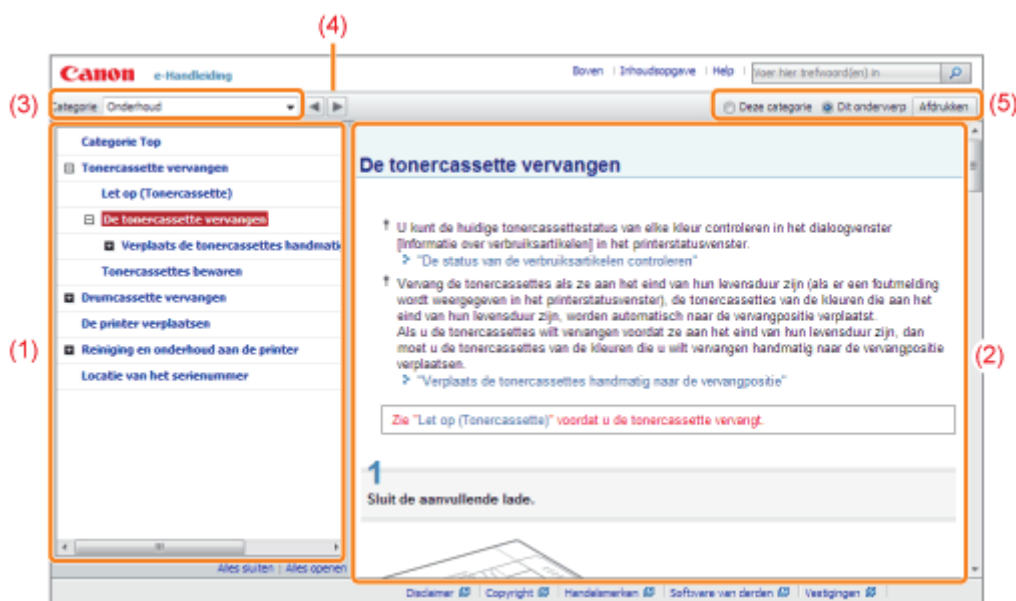 (4)
Canon e-Handleiding
Boven | Inhoudsopgave | Help | Voer hier trefwoord(en) in
(3)
Categorie Onderhoud
Deze categorie Dit onderwerp Afdrukken
(5)
Categorie Top
Tonercassette vervangen
Let op (Tonercassette)
De tonercassette vervangen
Verplaats de tonercassettes handmati
Tonercassettes bewaren
Drumcassette vervangen
De printer verplaatsen
(1)
Reiniging en onderhoud aan de printer
Locatie van het serienummer
Alles sluiten | Alles openen
De tonercassette vervangen
U kunt de huidige tonercassettestatus van elke kleur controleren in het dialoogvenster
[Informatie over verbruiksartikelen] in het printerstatusvenster.
"De status van de verbruiksartikelen controleren"
Vervang de tonercassettes als ze aan het eind van hun levensduur zijn (als er een foutmelding
wordt weergegeven in het printerstatusvenster), de tonercassettes van de kleuren die aan het
eind van hun levensduur zijn, worden automatisch naar de vervangpositie verplaatst.
Als u de tonercassettes wilt vervangen voordat ze aan het eind van hun levensduur zijn, dan
moet u de tonercassettes van de kleuren die u wilt vervangen handmatig naar de vervangpositie
verplaatsen.
(2)
"Verplaats de tonercassettes handmatig naar de vervangpositie"
Zie "Let op (Tonercassette)" voordat u de tonercassette vervangt.
1
Sluit de aanvullende lade.
Disclaimer | Copyright | Handelsmerken | Software van derden | Vestigingen